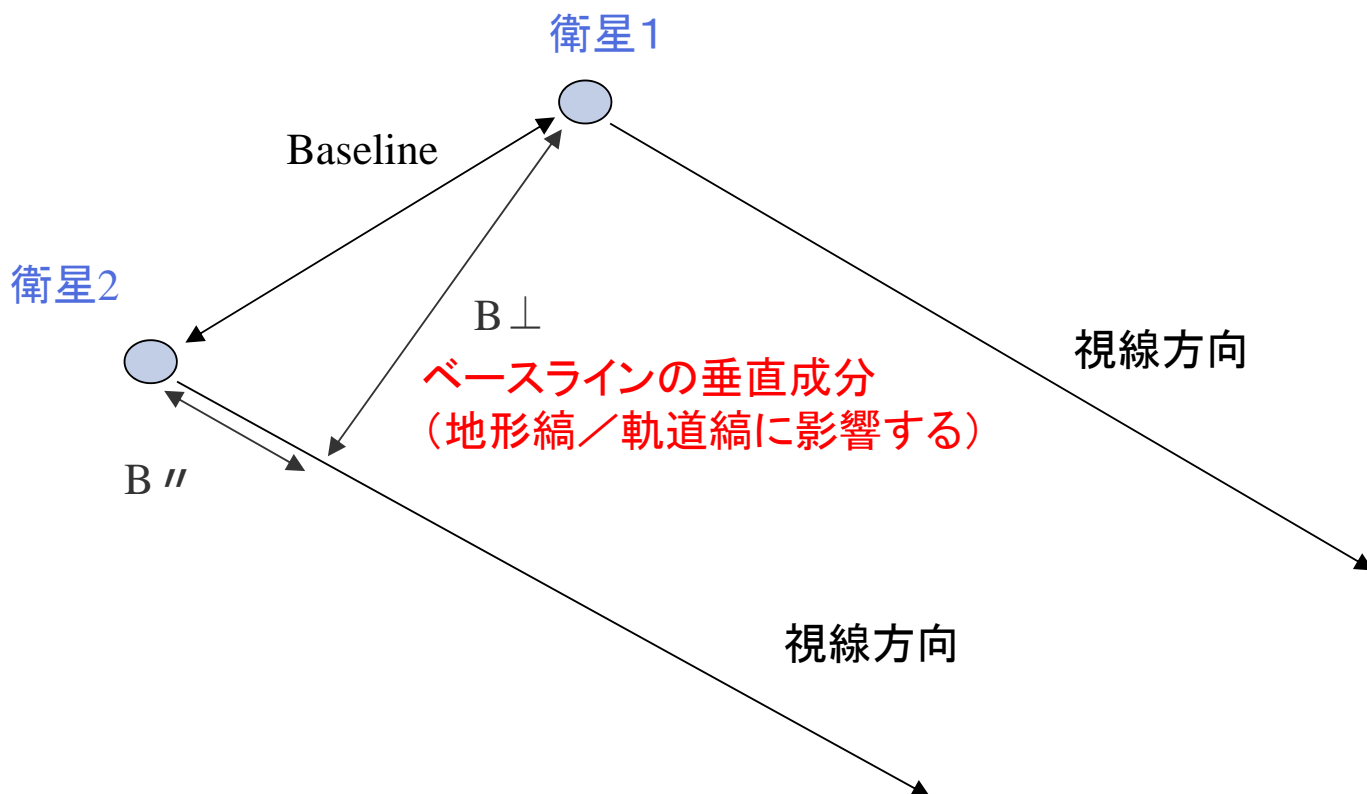 衛星１
Baseline
衛星2
B⊥
ベースラインの垂直成分
（地形縞／軌道縞に影響する）
視線方向
B〃
視線方向